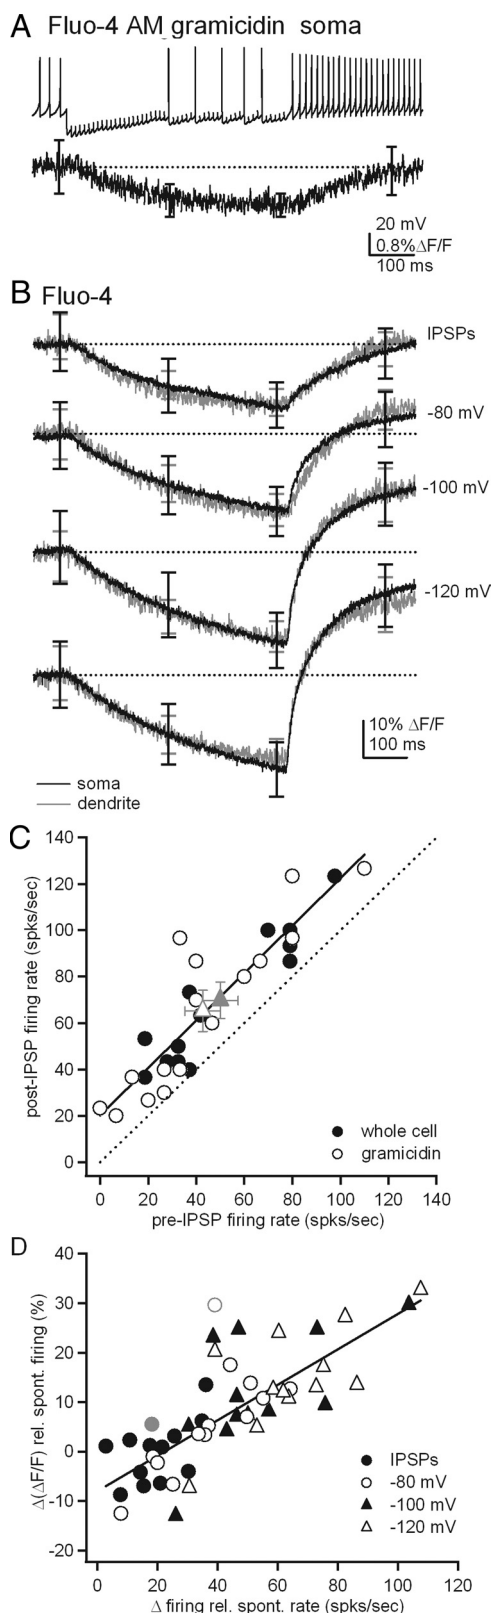 A Fluo-4 AM gramicidin soma
20 mV
0.8%ΔF/F
100 ms
B Fluo-4
IPSPs
-80 mV
-100 mV
-120 mV
10% ΔF/F
100 ms
soma
dendrite
C
post-IPSP firing rate (spks/sec)
140
120
100
80
60
40
20
0
whole cell
gramicidin
0 20 40 60 80 100 120 140
pre-IPSP firing rate (spks/sec)
D
Δ(ΔF/F) rel. spont. firing (%)
40
30
20
10
0
-10
-20
IPSPs
-80 mV
-100 mV
-120 mV
0 20 40 60 80 100 120
Δ firing rel. spont. rate (spks/sec)